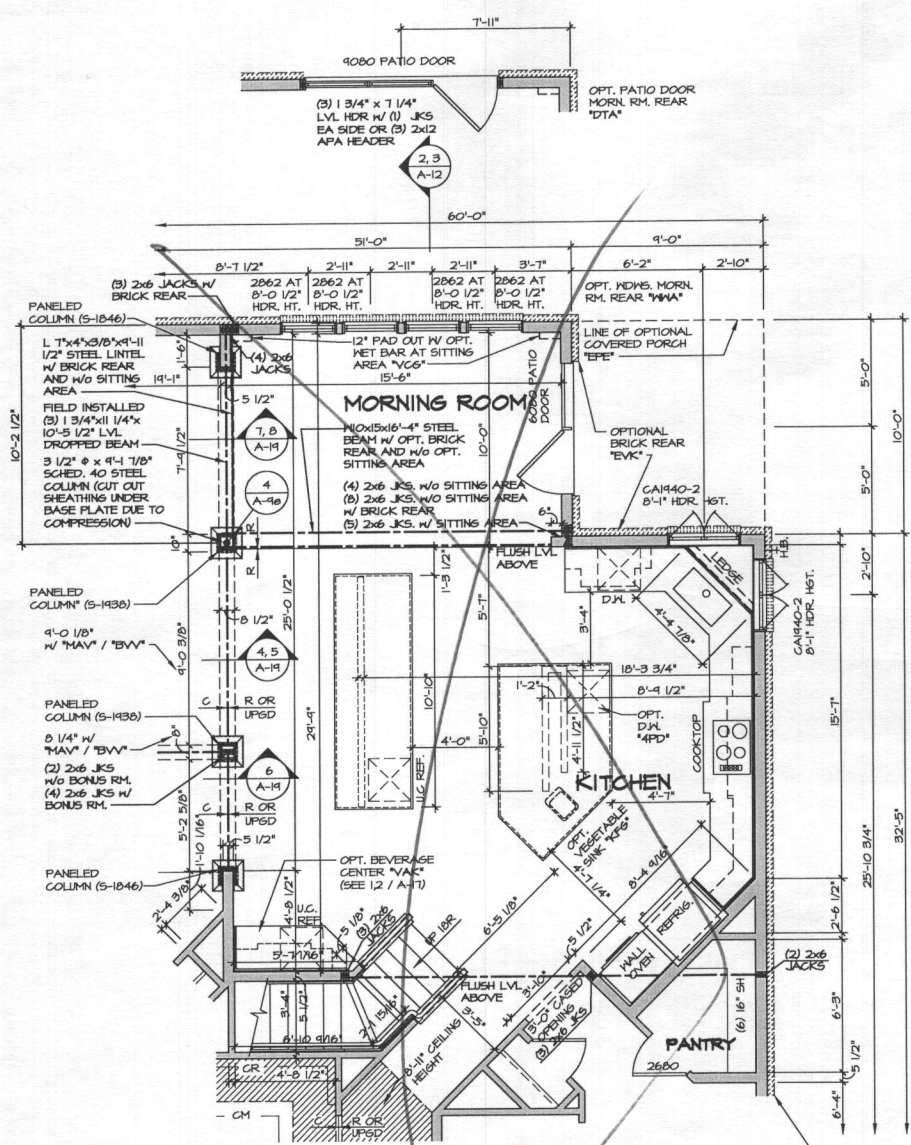 7'-11"
9080 PATIO DOOR
(3) 1 3/4" x 7 1/4"
LVL HDR W/ (1) JKS
EA SIDE OR (3) 2x12
APA HEADER
OPT. PATIO DOOR
MORN. RM. REAR
"DTA"
2, 3
A-12
60'-0"
51'-0"
9'-0"
8'-7 1/2"
2'-11"
2'-11"
2'-11"
3'-7"
6'-2"
2'-10"
(3) 2x6 JACKS W/
BRICK REAR
2862 AT
8'-0 1/2"
HDR. HT.
2862 AT
8'-0 1/2"
HDR. HT.
2862 AT
8'-0 1/2"
HDR. HT.
2862 AT
8'-0 1/2"
HDR. HT.
OPT. WDWS. MORN.
RM. REAR "WWA"
PANELED
COLUMN (S-1846)
(4) 2x6
JACKS
12" PAD OUT W/ OPT.
WET BAR AT SITTING
AREA "VCG"
LINE OF OPTIONAL
COVERED PORCH
"EPE"
L 7"x4"x3/8"x9'-11
1/2" STEEL LINTEL
W/ BRICK REAR
AND W/o SITTING
AREA
1'-6"
19'-1"
5 1/2"
15'-6"
MORNING ROOM
6080 PATIO
DOOR
5'-0"
5'-0"
10'-2 1/2"
FIELD INSTALLED
(3) 1 3/4"x11 1/4"x
10'-5 1/2" LVL
DROPPED BEAM
7'-9 1/2"
7, 8
A-19
10'-0"
W10x15x16'-4" STEEL
BEAM W/ OPT. BRICK
REAR AND W/o OPT.
SITTING AREA
OPTIONAL
BRICK REAR
"EVK"
3 1/2" Φ x 9'-1 7/8"
SCHED. 40 STEEL
COLUMN (CUT OUT
SHEATHING UNDER
BASE PLATE DUE TO
COMPRESSION)
4
A-98
(4) 2x6 JKS. W/o SITTING AREA
(8) 2x6 JKS. W/o SITTING AREA
W/ BRICK REAR
(5) 2x6 JKS. W/ SITTING AREA
6"
CA1940-2
8'-1" HDR. HGT.
10"
R
R
FLUSH LVL
ABOVE
H.B.
1'-3 1/2"
LEDGE
D.W.
2'-10"
CA1940-2
8'-1" HDR. HGT.
PANELED
COLUMN" (S-1938)
8 1/2"
25'-0 1/2"
5'-7"
3'-4"
4'-4 7/8"
9'-0 1/8"
W/ "MAV" / "BVV"
9'-0 3/8"
4, 5
A-19
18'-3 3/4"
8'-9 1/2"
1'-2"
PANELED
COLUMN (S-1938)
C
R OR
UPGD
29'-9"
10'-10"
4'-0"
5'-10"
4'-11 1/2"
OPT.
D.W.
"4PD"
COOKTOP
15'-7"
8 1/4" W/
"MAV" / "BVV"
8"
(2) 2x6 JKS
W/o BONUS RM.
(4) 2x6 JKS W/
BONUS RM.
6
A-19
U.C REF.
KITCHEN
4'-7"
32'-5"
25'-10 3/4"
C
R OR
UPGD
5'-2 5/8"
1'-10 1/16"
5 1/2"
OPT.
VEGETABLE
SINK "KFG"
4'-7 1/4"
8'-4 9/16"
PANELED
COLUMN (S-1846)
OPT. BEVERAGE
CENTER "VAK"
(SEE 1,2 / A-17)
2'-4 3/8"
4'-8 1/2"
U.C.
REF.
5'-7 1/16"
5 1/8"
(3) 2x6
JACKS
UP 18R
6'-5 1/8"
5 1/2"
REFRIG.
WALL
OVEN
2'-6 1/2"
(2) 2x6
JACKS
3'-4"
5 1/2"
FLUSH LVL
ABOVE
3'-10"
3'-0" CASED
OPENING
(3) 2x6 JKS
(6) 16" SH
6'-3"
6'-10 9/16"
2'-7 15/16"
3'-5"
8'-11" CEILING
HEIGHT
PANTRY
2680
5 1/2"
CR
4'-8 1/2"
CM
C
R OR
UPGD
6'-4"